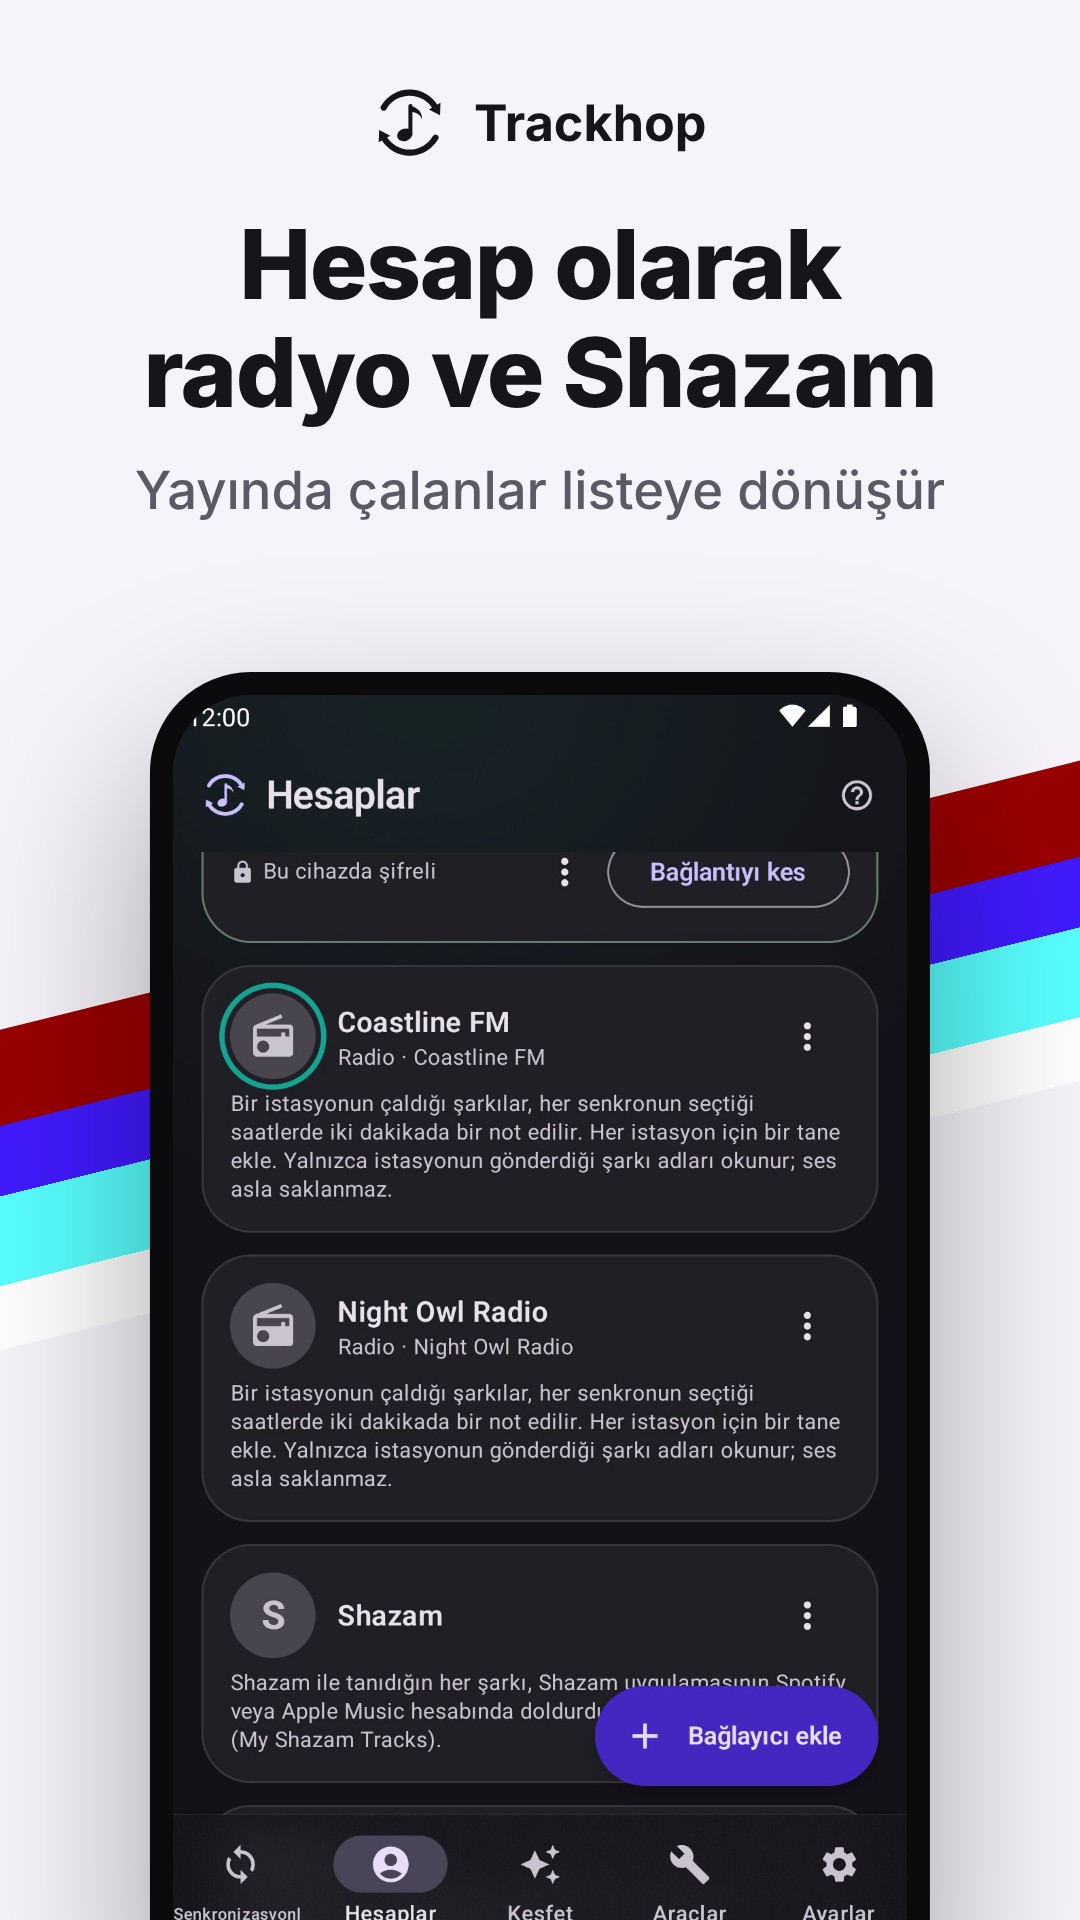 Trackhop
Hesap olarak
radyo ve Shazam
Yayında çalanlar listeye dönüşür
12:00
Hesaplar
Bu cihazda şifreli
Bağlantıyı kes
Coastline FM
Radio · Coastline FM
Bir istasyonun çaldığı şarkılar, her senkronun seçtiği
saatlerde iki dakikada bir not edilir. Her istasyon için bir tane
ekle. Yalnızca istasyonun gönderdiği şarkı adları okunur; ses
asla saklanmaz.
Night Owl Radio
Radio · Night Owl Radio
Bir istasyonun çaldığı şarkılar, her senkronun seçtiği
saatlerde iki dakikada bir not edilir. Her istasyon için bir tane
ekle. Yalnızca istasyonun gönderdiği şarkı adları okunur; ses
asla saklanmaz.
S
Shazam
Shazam ile tanıdığın her şarkı, Shazam uygulamasının Spotify
veya Apple Music hesabında
(My Shazam Tracks).
Bağlayıcı ekle
Hesaplar
Keşfet
Araçlar
Ayarlar